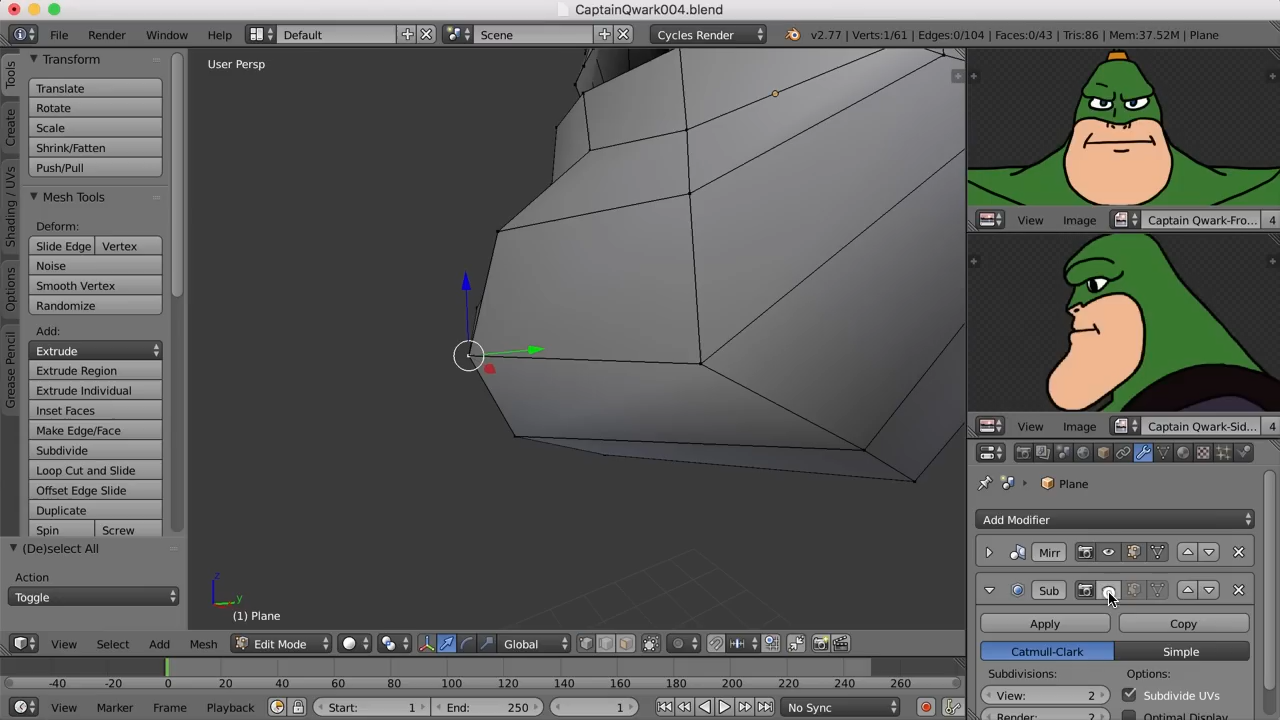 CaptainQwark004.blend
File Render Window Help Default Scene Cycles Render v2.77 | Verts:1/61 | Edges:0/104 | Faces:0/43 | Tris:86 | Mem:37.52M | Plane
Tools
Create
Shading / UVs
Options
Grease Pencil
Transform
Translate
Rotate
Scale
Shrink/Fatten
Push/Pull
Mesh Tools
Deform:
Slide Edge Vertex
Noise
Smooth Vertex
Randomize
Add:
Extrude
Extrude Region
Extrude Individual
Inset Faces
Make Edge/Face
Subdivide
Loop Cut and Slide
Offset Edge Slide
Duplicate
Spin Screw
(De)select All
Action
Toggle
User Persp
z
y
(1) Plane
View Select Add Mesh Edit Mode Global
-40 -20 0 20 40 60 80 100 120 140 160 180 200 220 240 260
View Marker Frame Playback Start: 1 End: 250 1 No Sync
View Image Captain Qwark-Fro... 4
View Image Captain Qwark-Sid... 4
Plane
Add Modifier
Mirr
Sub
Apply Copy
Catmull-Clark Simple
Subdivisions: Options:
View: 2 Subdivide UVs
Render: 2 Optimal Display